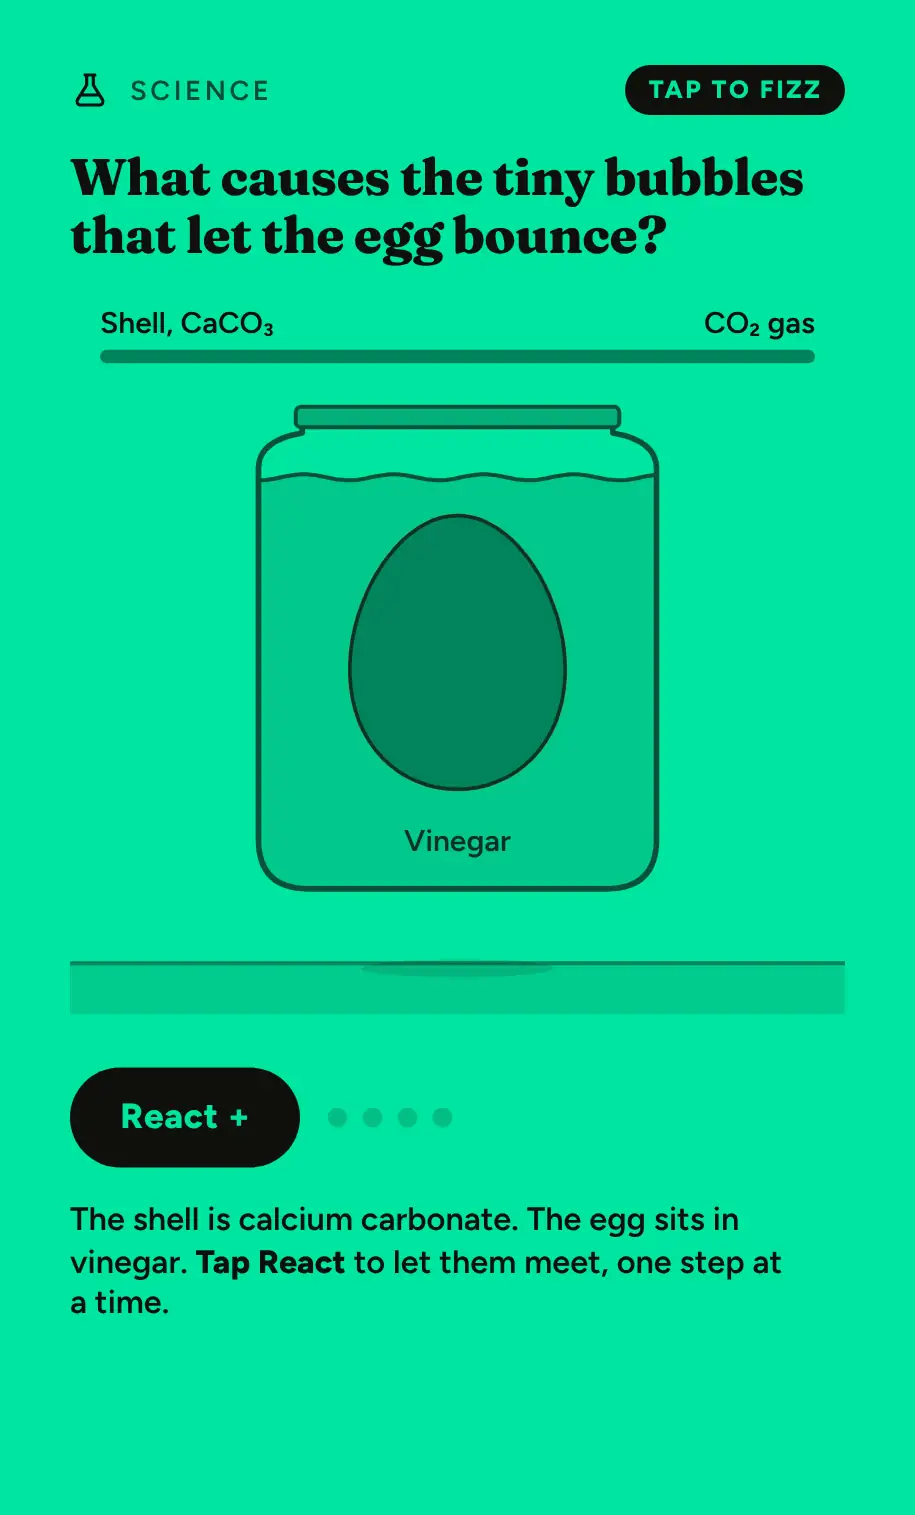 SCIENCE
TAP TO FIZZ
What causes the tiny bubbles
that let the egg bounce?
Shell, CaCO₃
CO₂ gas
Vinegar
React +
The shell is calcium carbonate. The egg sits in
vinegar. Tap React to let them meet, one step at
a time.